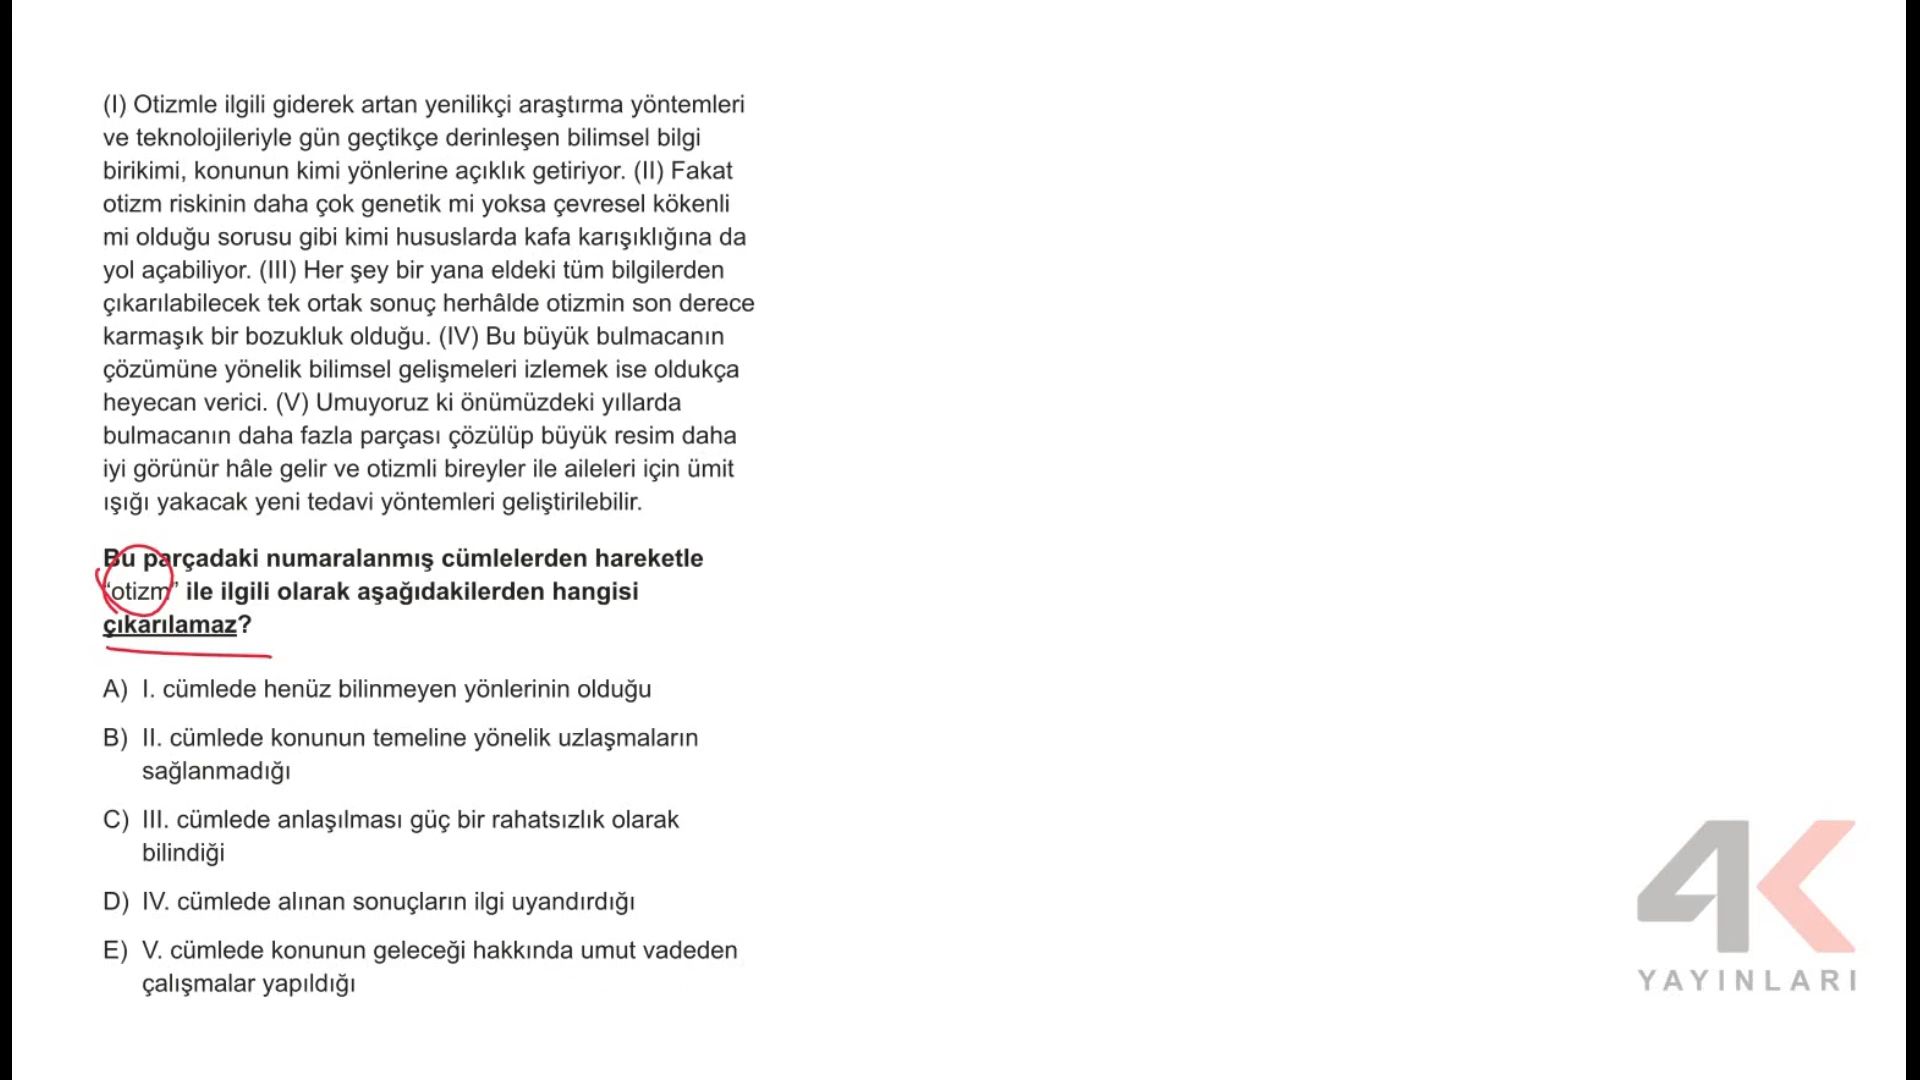 (I) Otizmle ilgili giderek artan yenilikçi araştırma yöntemleri
ve teknolojileriyle gün geçtikçe derinleşen bilimsel bilgi
birikimi, konunun kimi yönlerine açıklık getiriyor. (II) Fakat
otizm riskinin daha çok genetik mi yoksa çevresel kökenli
mi olduğu sorusu gibi kimi hususlarda kafa karışıklığına da
yol açabiliyor. (III) Her şey bir yana eldeki tüm bilgilerden
çıkarılabilecek tek ortak sonuç herhâlde otizmin son derece
karmaşık bir bozukluk olduğu. (IV) Bu büyük bulmacanın
çözümüne yönelik bilimsel gelişmeleri izlemek ise oldukça
heyecan verici. (V) Umuyoruz ki önümüzdeki yıllarda
bulmacanın daha fazla parçası çözülüp büyük resim daha
iyi görünür hâle gelir ve otizmli bireyler ile aileleri için ümit
ışığı yakacak yeni tedavi yöntemleri geliştirilebilir.
Bu parçadaki numaralanmış cümlelerden hareketle
“otizm” ile ilgili olarak aşağıdakilerden hangisi
çıkarılamaz?
A) I. cümlede henüz bilinmeyen yönlerinin olduğu
B) II. cümlede konunun temeline yönelik uzlaşmaların
sağlanmadığı
C) III. cümlede anlaşılması güç bir rahatsızlık olarak
bilindiği
D) IV. cümlede alınan sonuçların ilgi uyandırdığı
E) V. cümlede konunun geleceği hakkında umut vadeden
çalışmalar yapıldığı
4K
YAYINLARI